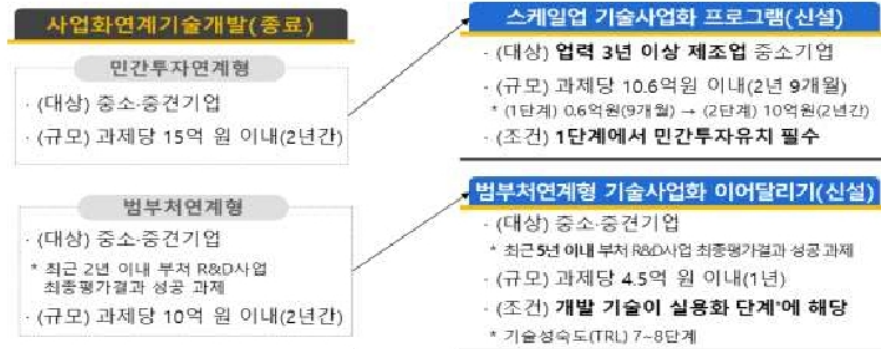 사업화연계기술개발(종료)
민간투자연계형
· (대상) 중소·중견기업
· (규모) 과제당 15억 원 이내(2년간)
범부처연계형
· (대상) 중소·중견기업
* 최근 2년 이내 부처 R&D사업
최종평가결과 성공 과제
· (규모) 과제당 10억 원 이내(2년간)
스케일업 기술사업화 프로그램(신설)
· (대상) 업력 3년 이상 제조업 중소기업
· (규모) 과제당 10.6억원 이내(2년 9개월)
* (1단계) 0.6억원(9개월) → (2단계) 10억원(2년간)
· (조건) 1단계에서 민간투자유치 필수
범부처연계형 기술사업화 이어달리기(신설)
· (대상) 중소·중견기업
* 최근 5년 이내 부처 R&D사업 최종평가결과 성공 과제
· (규모) 과제당 4.5억 원 이내(1년)
· (조건) 개발 기술이 실용화 단계*에 해당
* 기술성숙도(TRL) 7~8단계